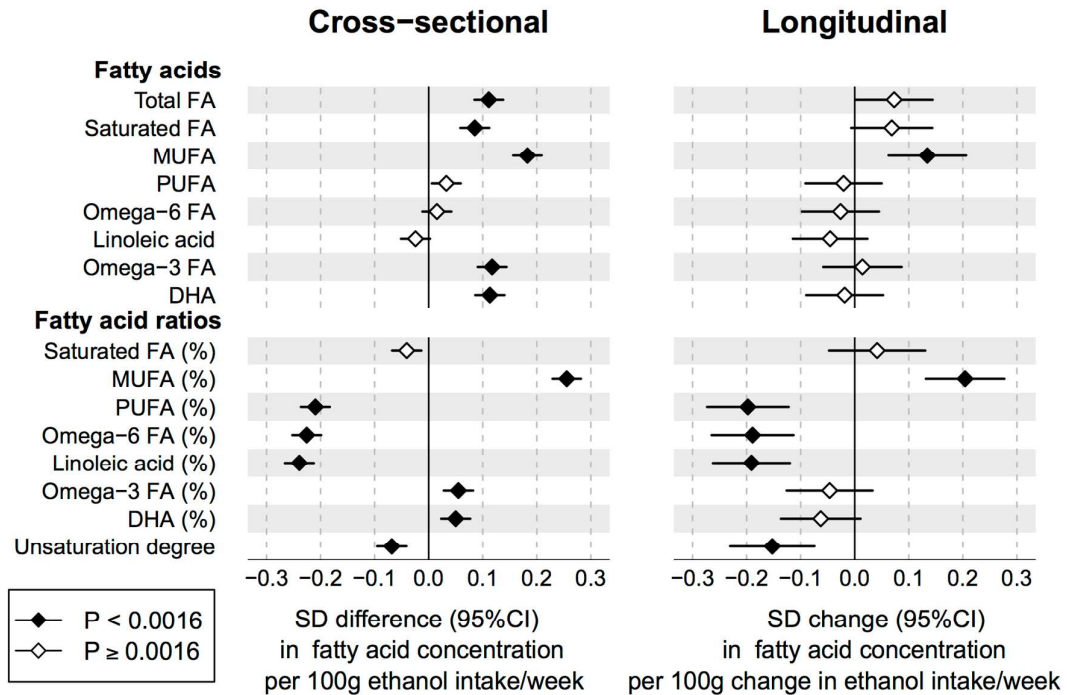 Cross−sectional Longitudinal
Fatty acids
Total FA
Saturated FA
MUFA
PUFA
Omega−6 FA
Linoleic acid
Omega−3 FA
DHA
Fatty acid ratios
Saturated FA (%)
MUFA (%)
PUFA (%)
Omega−6 FA (%)
Linoleic acid (%)
Omega−3 FA (%)
DHA (%)
Unsaturation degree
−0.3 −0.2 −0.1 0.0 0.1 0.2 0.3 −0.3 −0.2 −0.1 0.0 0.1 0.2 0.3
P < 0.0016
P ≥ 0.0016
SD difference (95%CI)
in fatty acid concentration
per 100g ethanol intake/week
SD change (95%CI)
in fatty acid concentration
per 100g change in ethanol intake/week